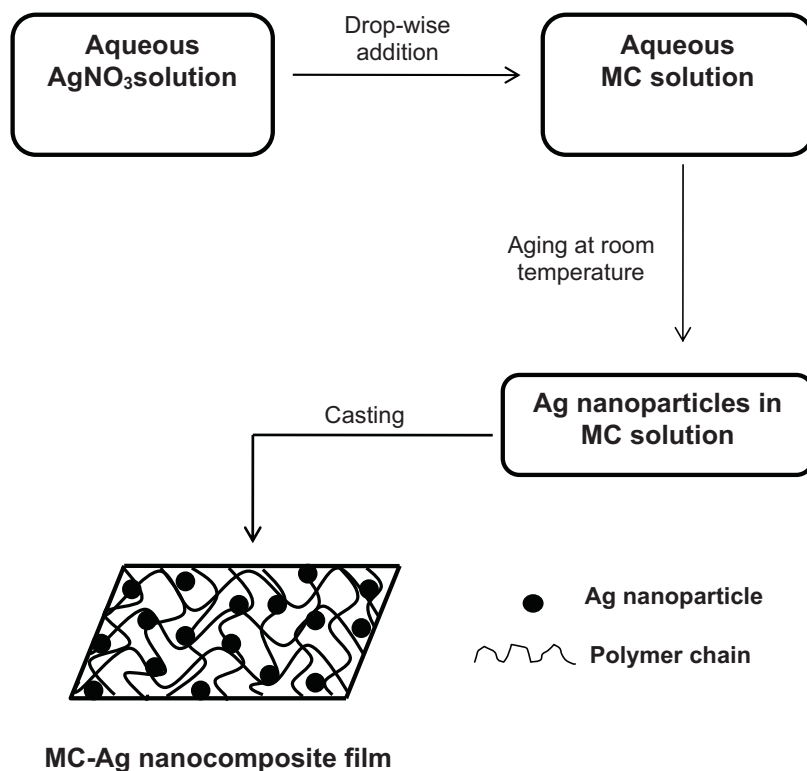 Aqueous
AgNO₃solution
Drop-wise
addition
Aqueous
MC solution
Aging at room
temperature
Ag nanoparticles in
MC solution
Casting
Ag nanoparticle
Polymer chain
MC-Ag nanocomposite film